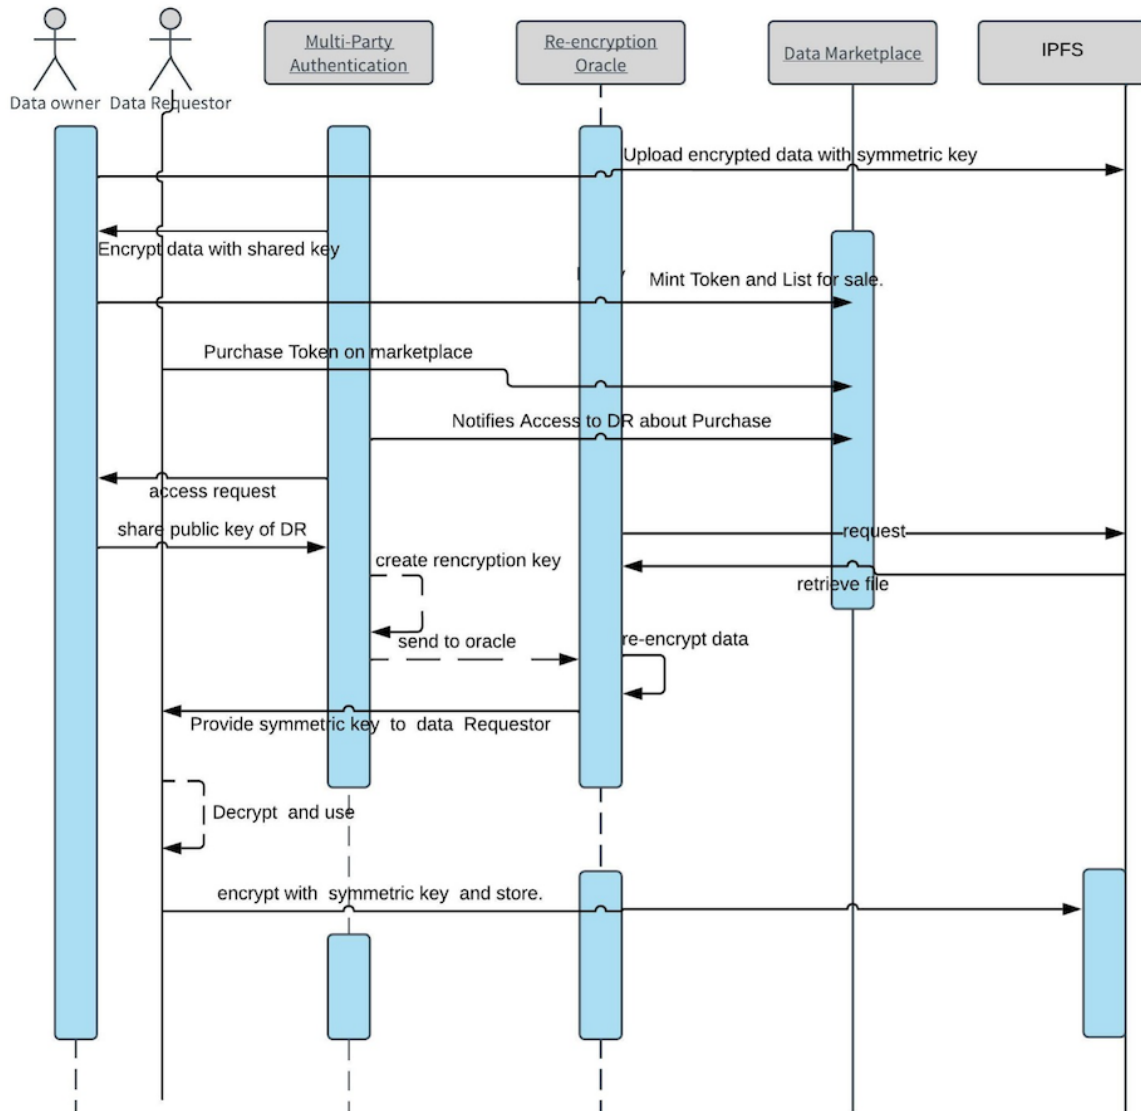 Multi-Party
Authentication
Re-encryption
Oracle
Data Marketplace
IPFS
Data owner
Data Requestor
Upload encrypted data with symmetric key
Encrypt data with shared key
Mint Token and List for sale.
Purchase Token on marketplace
Notifies Access to DR about Purchase
access request
share public key of DR
request
create rencryption key
retrieve file
send to oracle
re-encrypt data
Provide symmetric key to data Requestor
Decrypt and use
encrypt with symmetric key and store.